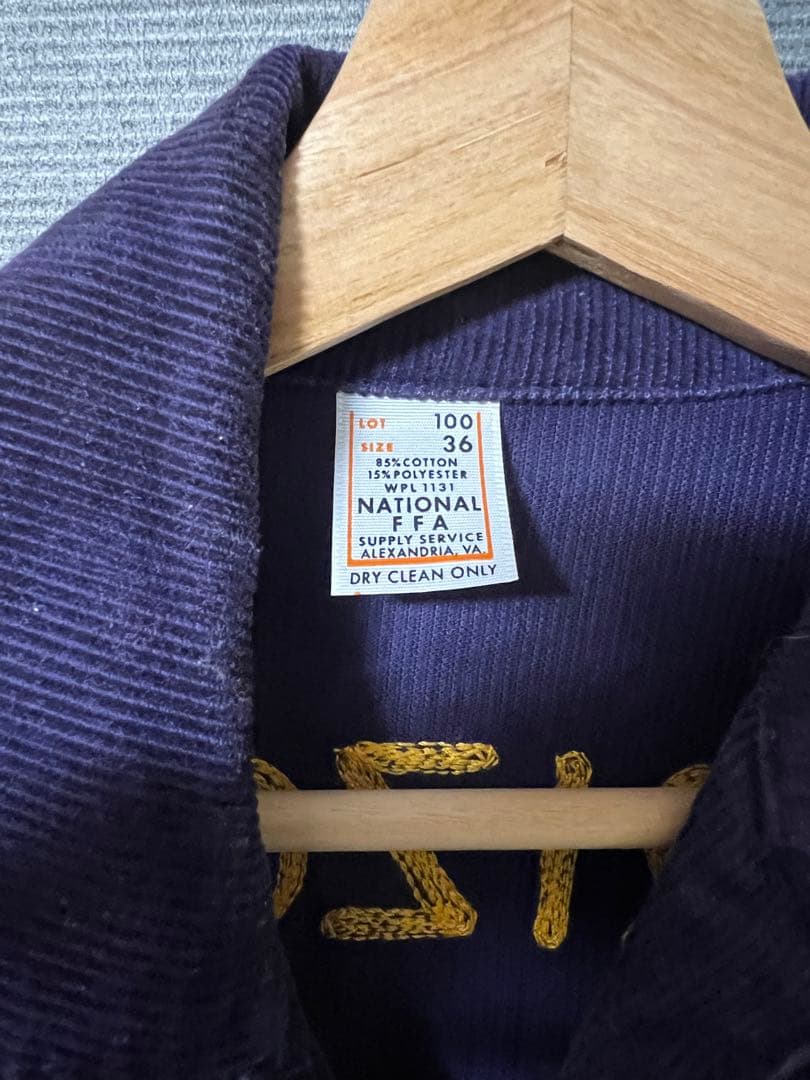 LOT 100
SIZE 36
85%COTTON
15%POLYESTER
WPL 1131
NATIONAL
FFA
SUPPLY SERVICE
ALEXANDRIA, VA.
DRY CLEAN ONLY